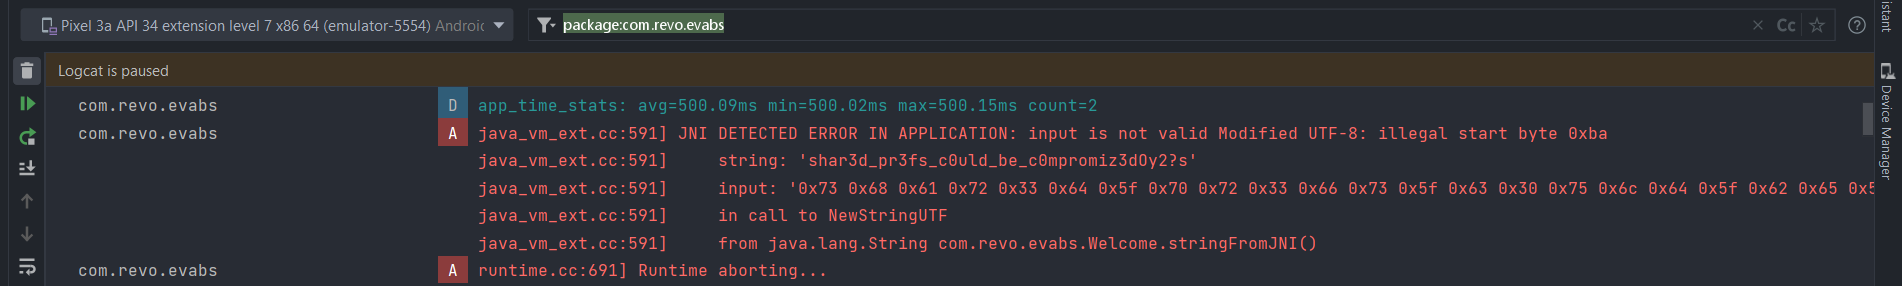 Pixel 3a API 34 extension level 7 x86 64 (emulator-5554) Androic
package:com.revo.evabs
Cc
?
Logcat is paused
com.revo.evabs D app_time_stats: avg=500.09ms min=500.02ms max=500.15ms count=2
com.revo.evabs A java_vm_ext.cc:591] JNI DETECTED ERROR IN APPLICATION: input is not valid Modified UTF-8: illegal start byte 0xba
java_vm_ext.cc:591] string: 'shar3d_pr3fs_c0uld_be_c0mpromiz3dOy2?s'
java_vm_ext.cc:591] input: '0x73 0x68 0x61 0x72 0x33 0x64 0x5f 0x70 0x72 0x33 0x66 0x73 0x5f 0x63 0x30 0x75 0x6c 0x64 0x5f 0x62 0x65 0x5
java_vm_ext.cc:591] in call to NewStringUTF
java_vm_ext.cc:591] from java.lang.String com.revo.evabs.Welcome.stringFromJNI()
com.revo.evabs A runtime.cc:691] Runtime aborting...
istant
Device Manager